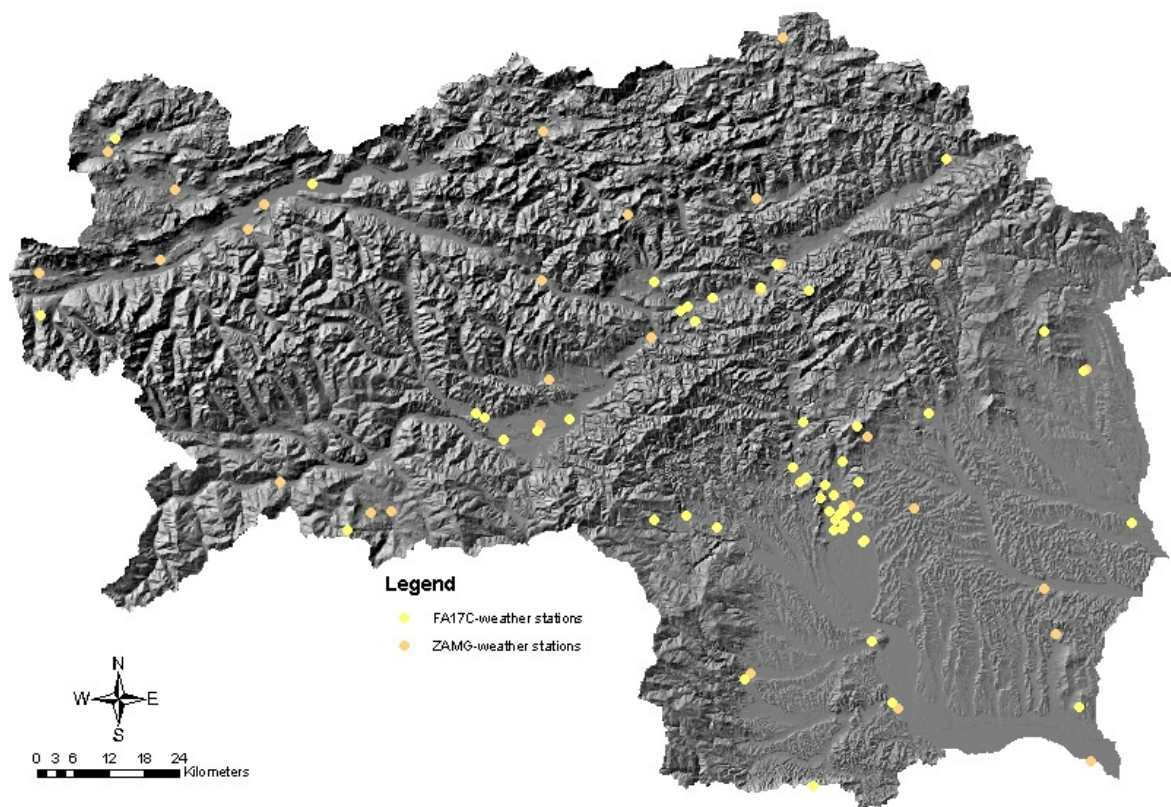 Legend
FA17C-weather stations
ZAMG-weather stations
N
W E
S
0 3 6 12 18 24
Kilometers